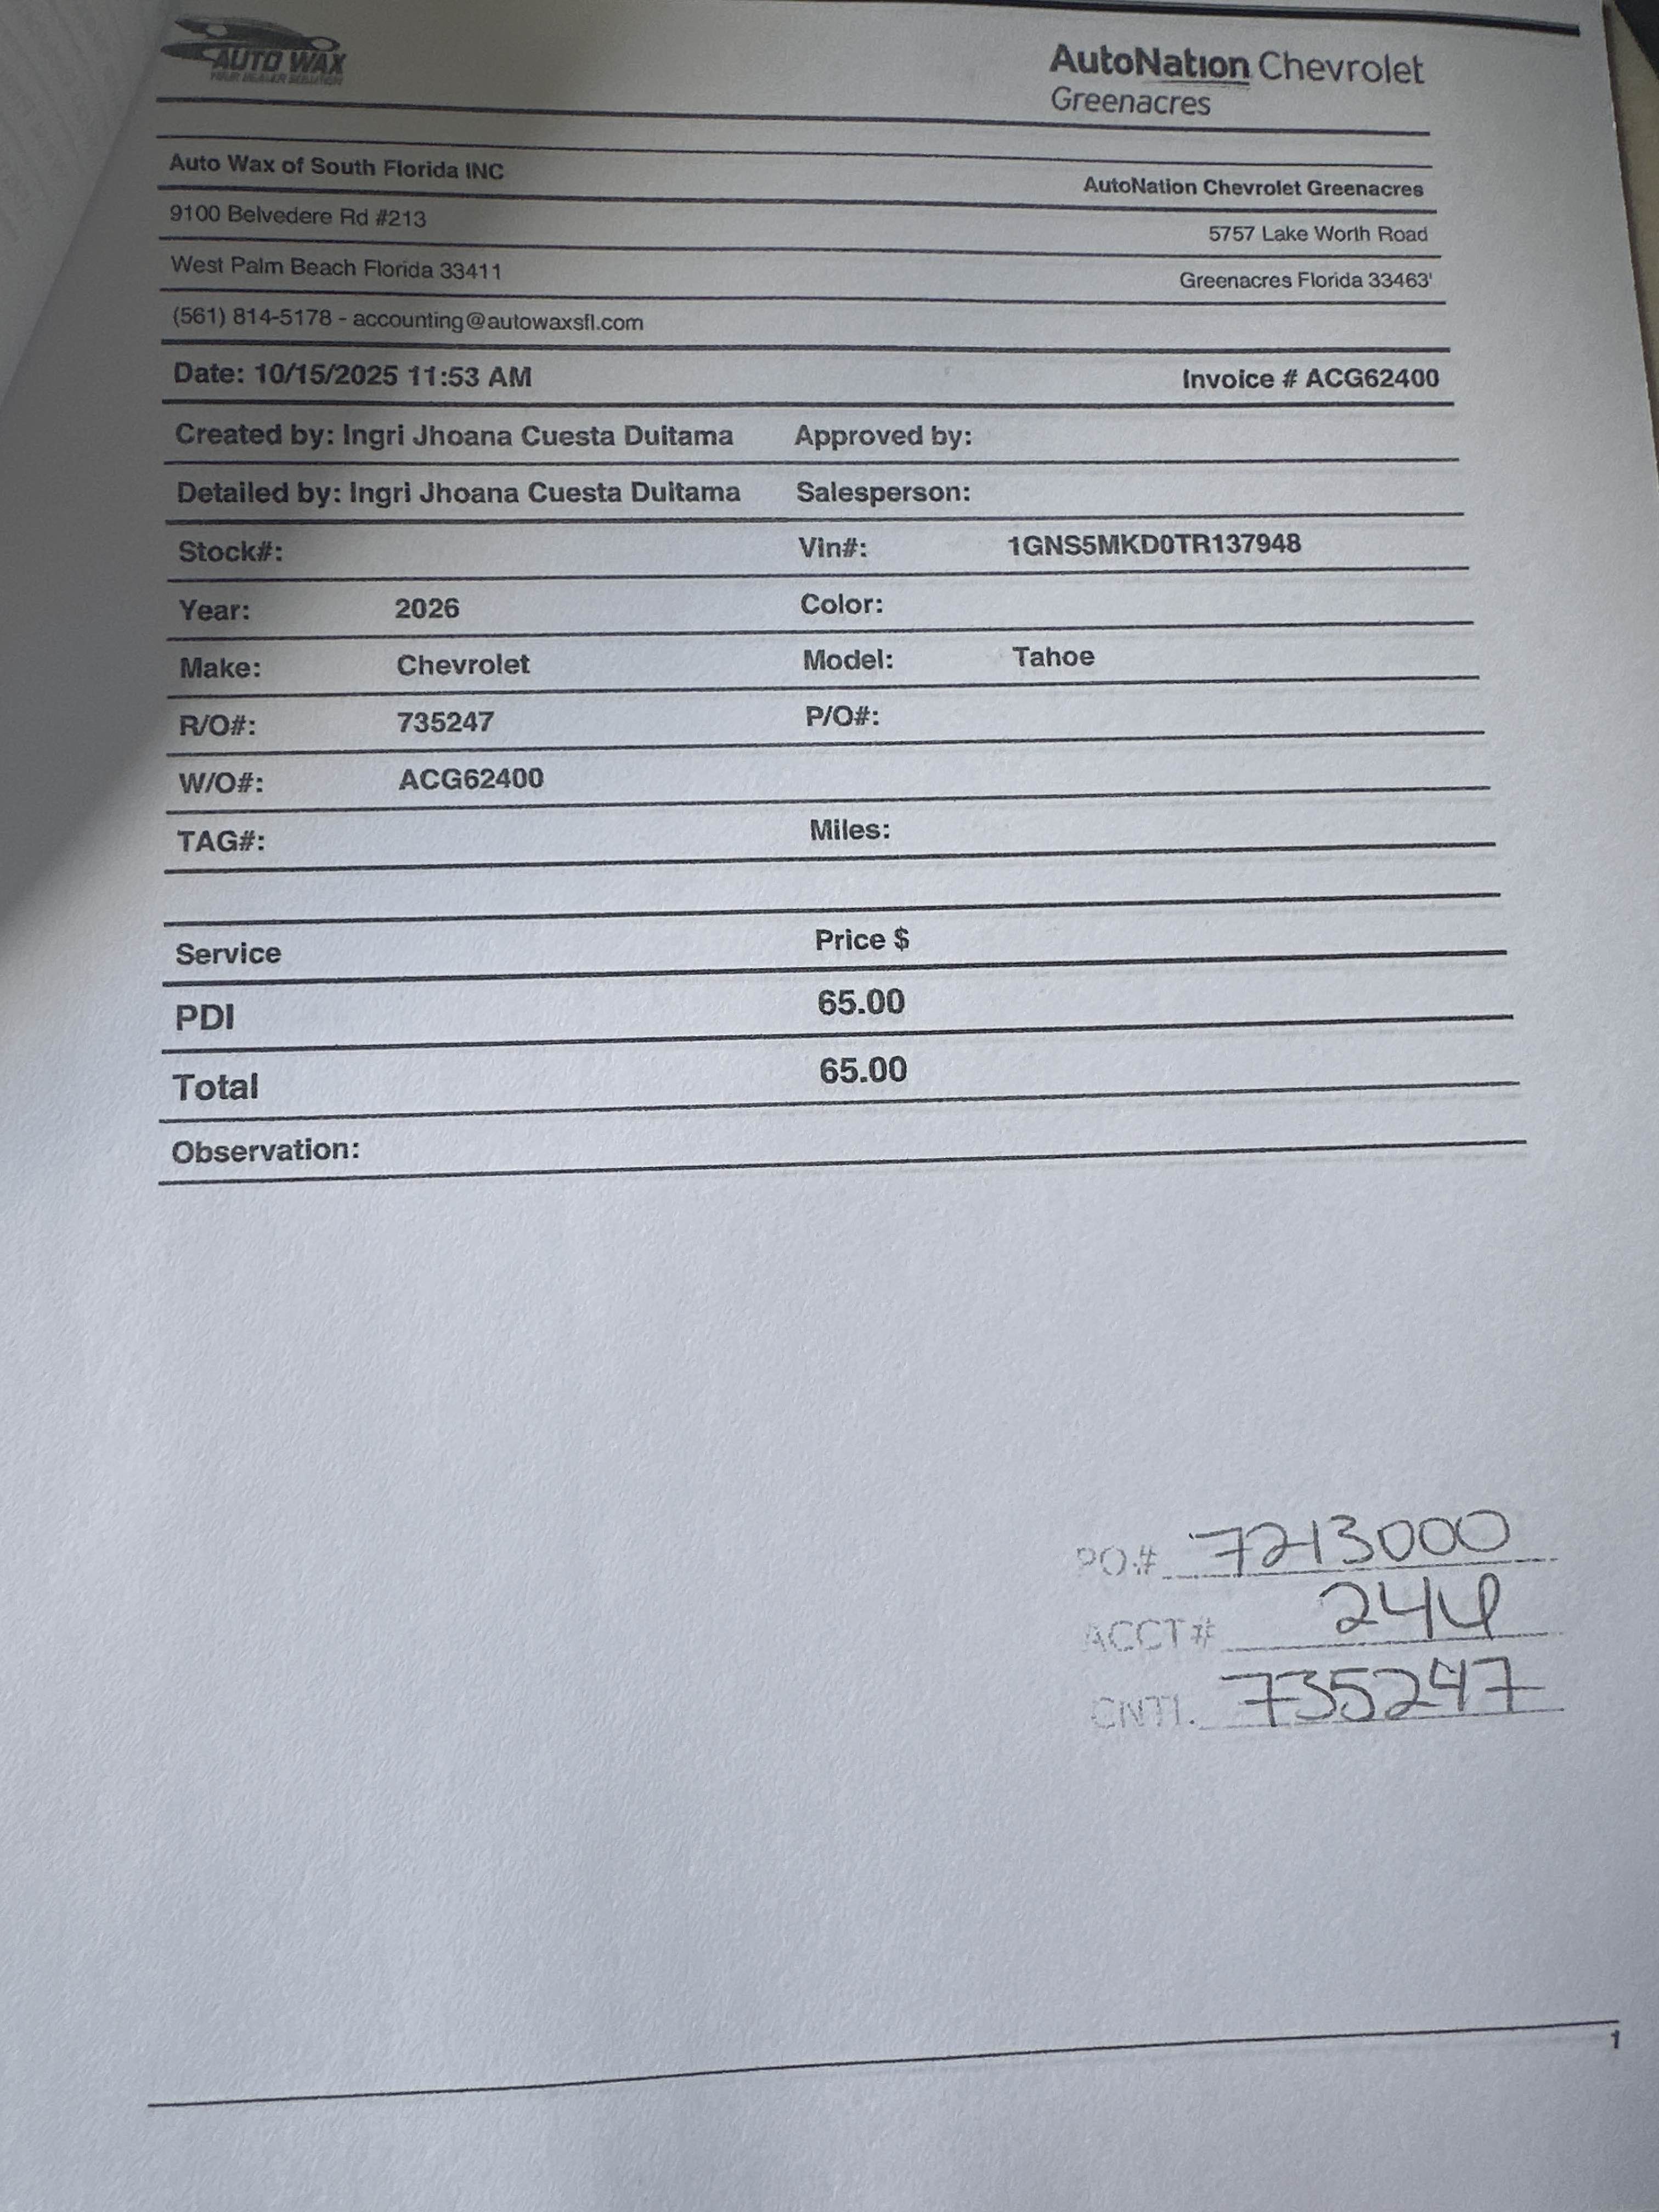 AUTO WAX
YOUR DEALER SOLUTION
AutoNation Chevrolet
Greenacres
Auto Wax of South Florida INC
AutoNation Chevrolet Greenacres
9100 Belvedere Rd #213
5757 Lake Worth Road
West Palm Beach Florida 33411
Greenacres Florida 33463'
(561) 814-5178 - accounting@autowaxsfl.com
Date: 10/15/2025 11:53 AM Invoice # ACG62400
Created by: Ingri Jhoana Cuesta Duitama Approved by:
Detailed by: Ingri Jhoana Cuesta Duitama Salesperson:
Stock#: Vin#: 1GNS5MKD0TR137948
Year: 2026 Color:
Make: Chevrolet Model: Tahoe
R/O#: 735247 P/O#:
W/O#: ACG62400
TAG#: Miles:
Service Price $
PDI 65.00
Total 65.00
Observation:
PO# 7213000
ACCT# 244
CNTL 735247
1